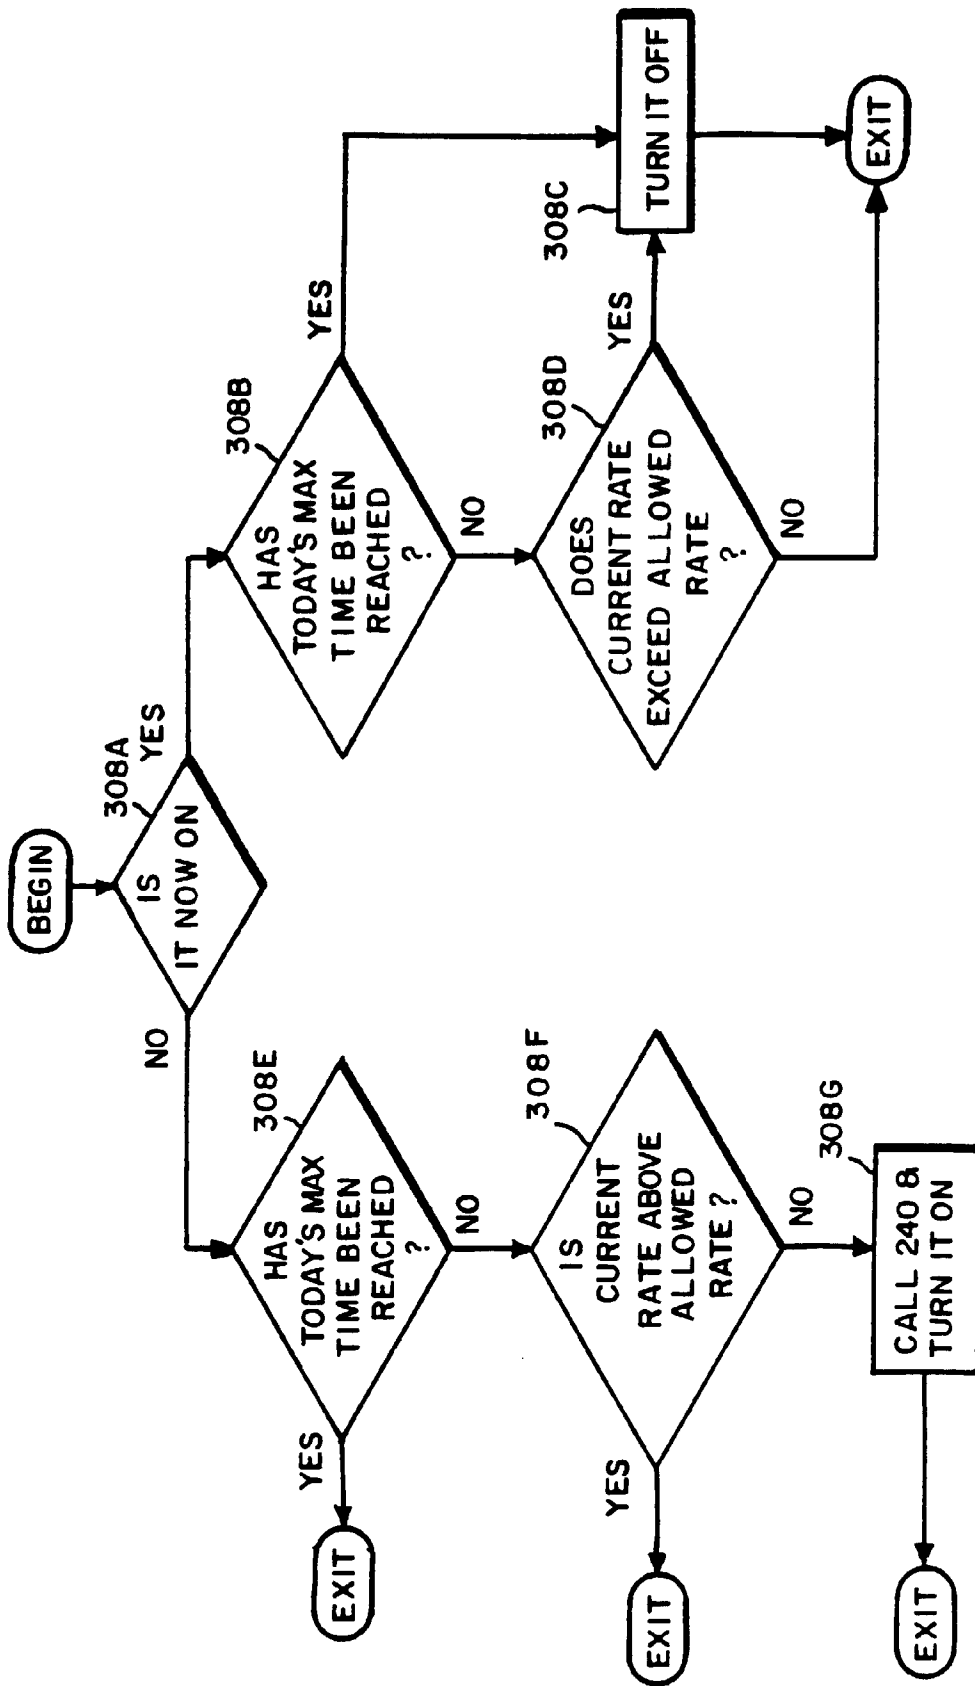 BEGIN
308A
IS
IT NOW ON
NO
YES
308E
HAS
TODAY'S MAX
TIME BEEN
REACHED
?
YES
EXIT
NO
308F
IS
CURRENT
RATE ABOVE
ALLOWED
RATE ?
YES
EXIT
NO
308G
CALL 240 &
TURN IT ON
EXIT
308B
HAS
TODAY'S MAX
TIME BEEN
REACHED
?
YES
NO
308D
DOES
CURRENT RATE
EXCEED ALLOWED
RATE
?
YES
308C
TURN IT OFF
NO
EXIT